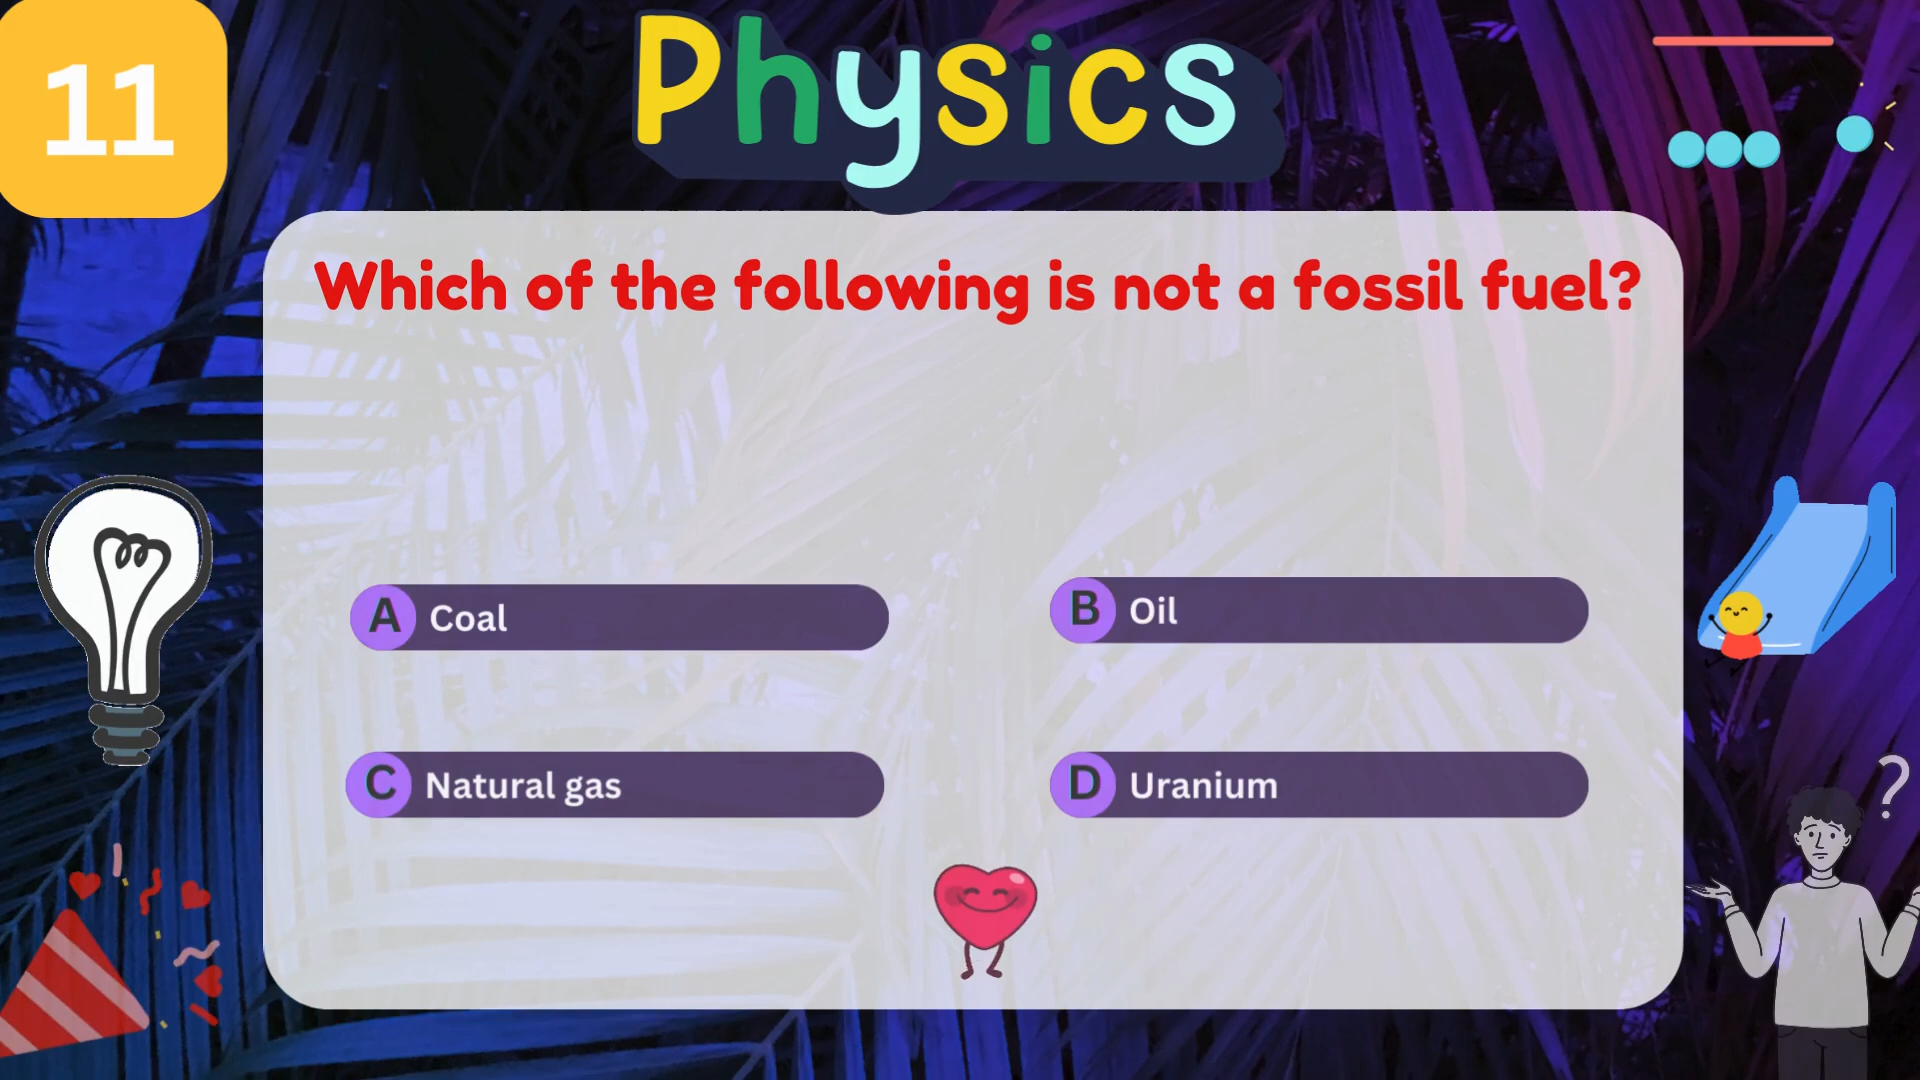 11
Physics
Which of the following is not a fossil fuel?
A Coal
B Oil
C Natural gas
D Uranium
?